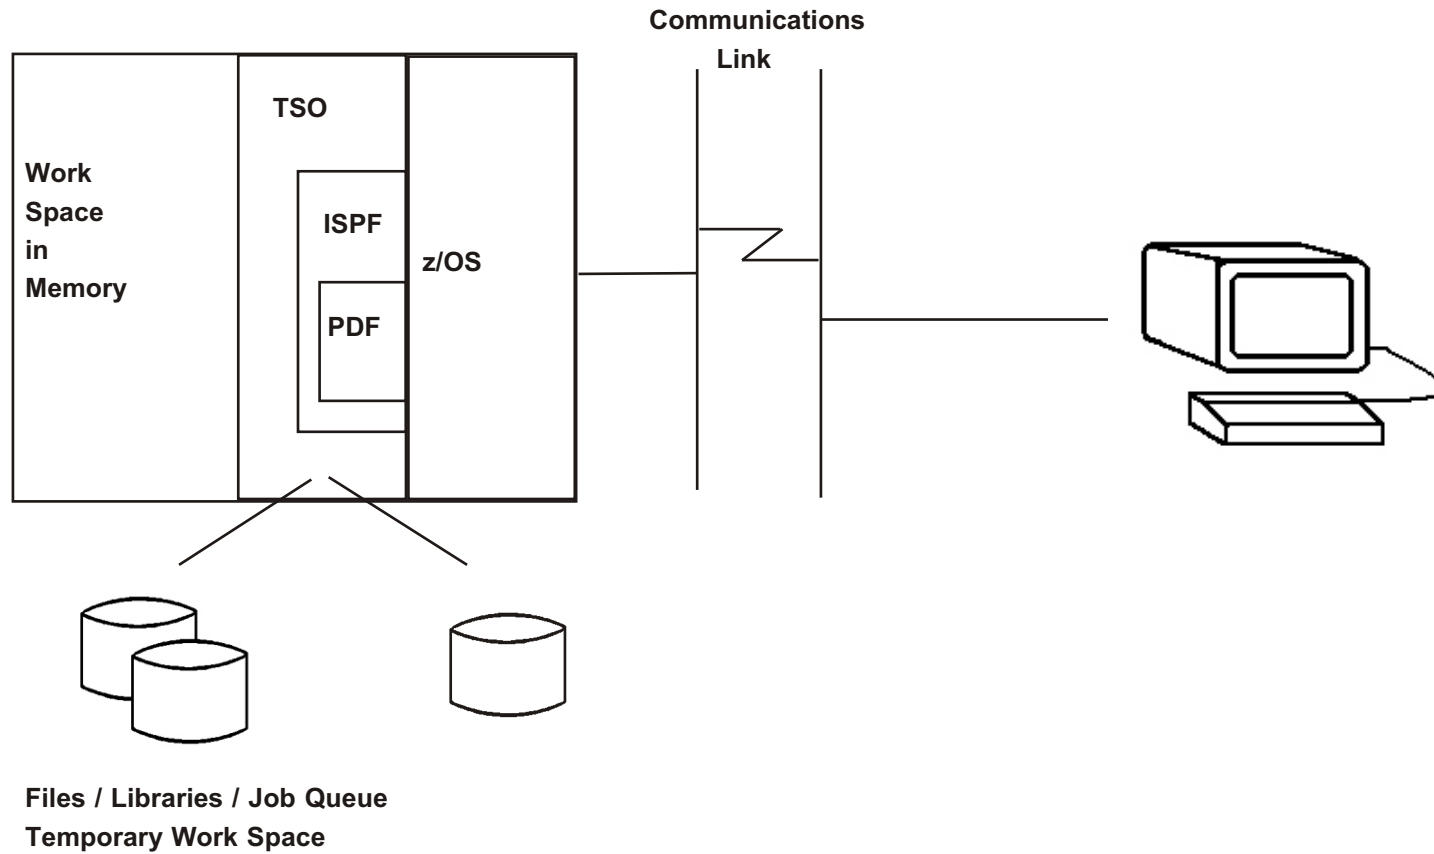 Communications
Link
TSO
Work
Space
in
Memory
ISPF
z/OS
PDF
Files / Libraries / Job Queue
Temporary Work Space